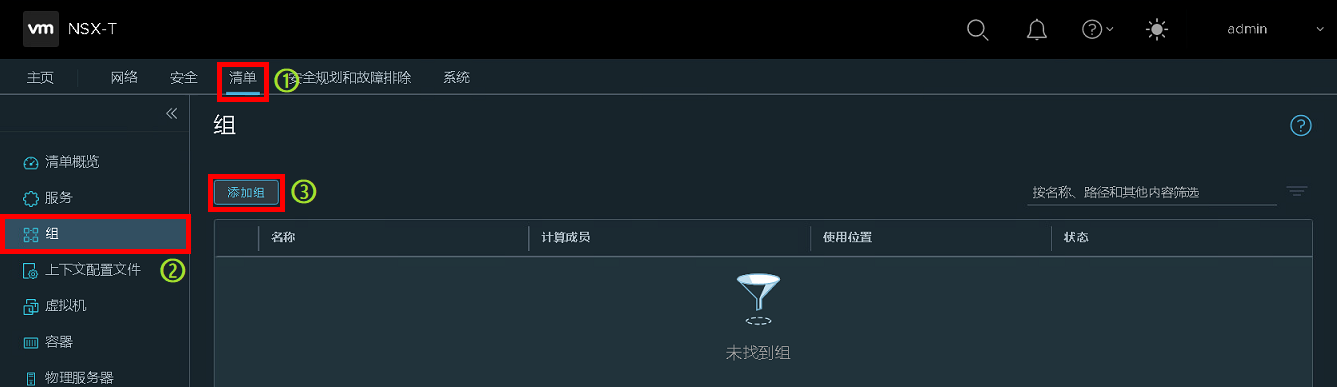 vm NSX-T admin
主页 网络 安全 清单 ① 安全规划和故障排除 系统
组
清单概览
服务
添加组 ③ 按名称、路径和其他内容筛选
组
名称 计算成员 使用位置 状态
上下文配置文件 ②
虚拟机
容器
未找到组
物理服务器